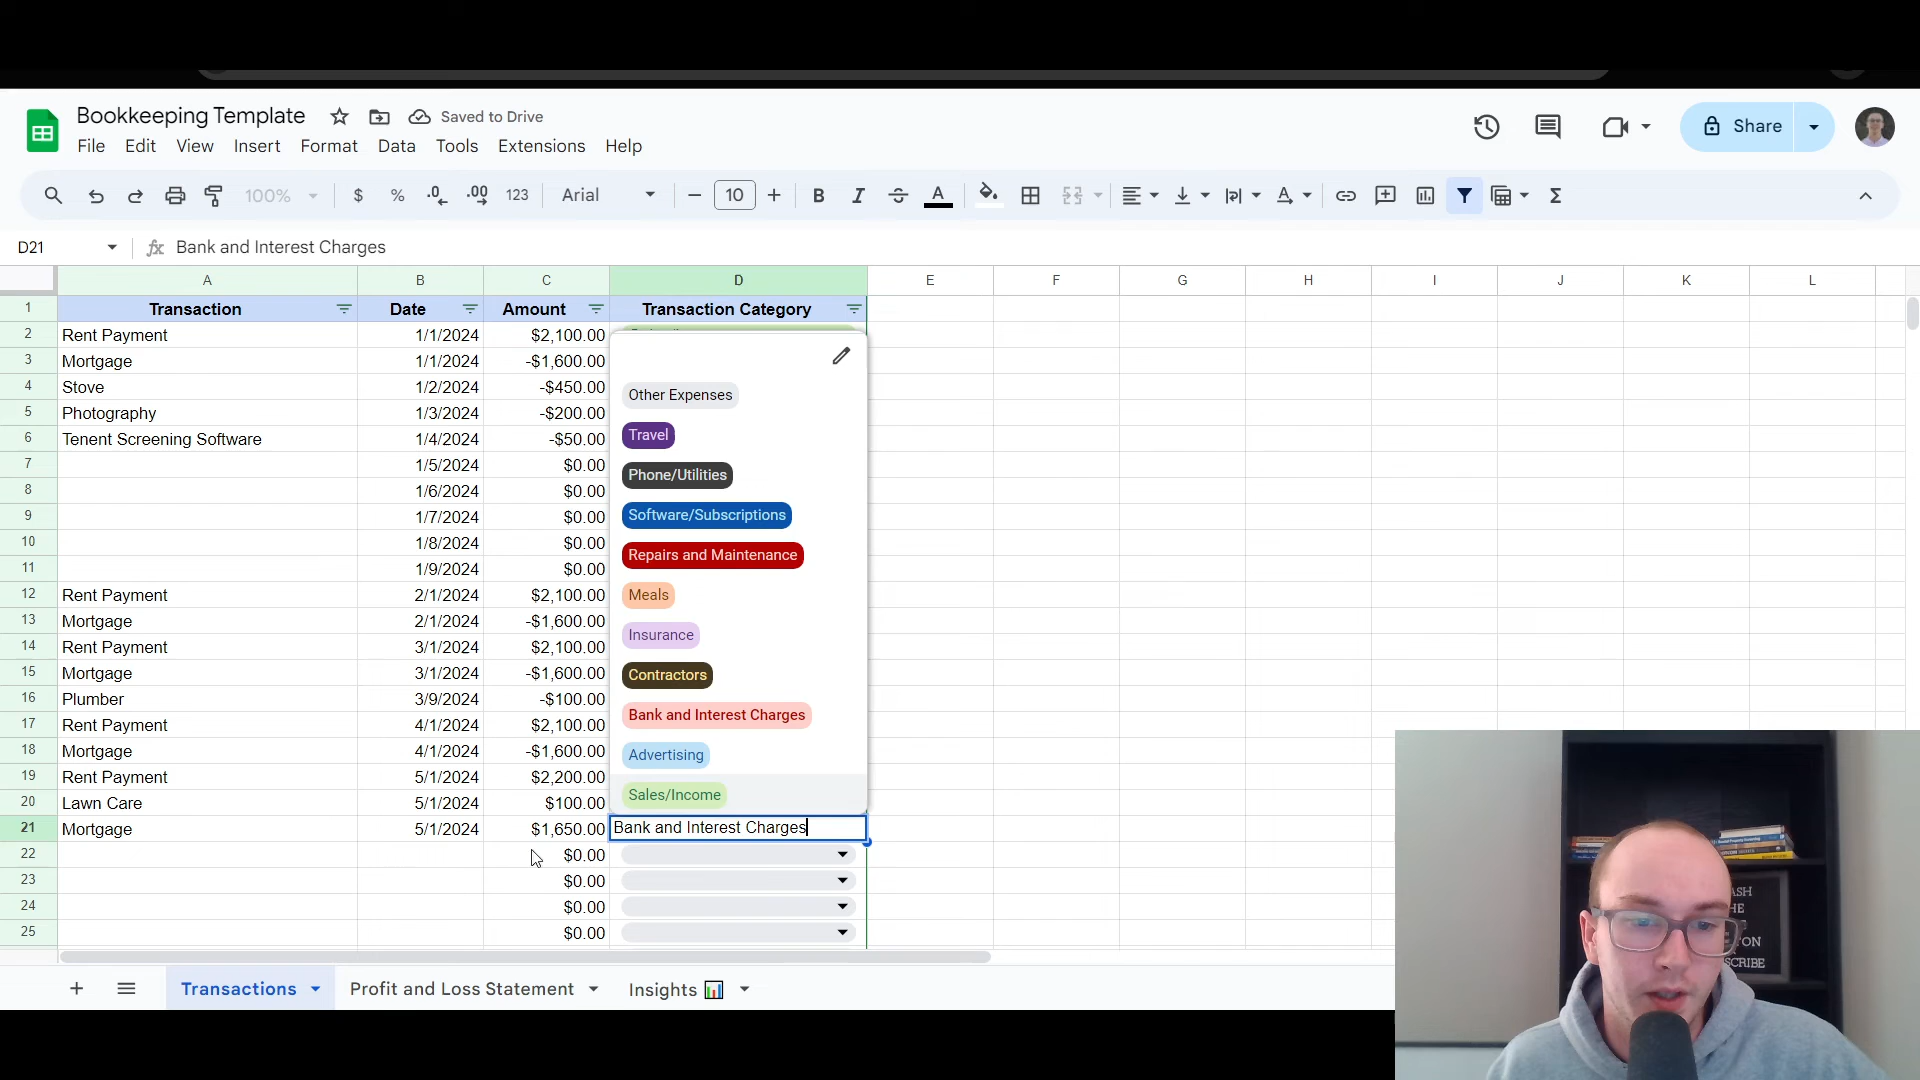 Bookkeeping Template
Saved to Drive
File Edit View Insert Format Data Tools Extensions Help
Share
100% $ % .0 .00 123 Arial 10 B I S A A Σ
D21 fx Bank and Interest Charges
A B C D E F G H I J K L
1 Transaction Date Amount Transaction Category
2 Rent Payment 1/1/2024 $2,100.00
3 Mortgage 1/1/2024 -$1,600.00
4 Stove 1/2/2024 -$450.00 Other Expenses
5 Photography 1/3/2024 -$200.00 Travel
6 Tenent Screening Software 1/4/2024 -$50.00
7 1/5/2024 $0.00 Phone/Utilities
8 1/6/2024 $0.00
9 1/7/2024 $0.00 Software/Subscriptions
10 1/8/2024 $0.00 Repairs and Maintenance
11 1/9/2024 $0.00
12 Rent Payment 2/1/2024 $2,100.00 Meals
13 Mortgage 2/1/2024 -$1,600.00 Insurance
14 Rent Payment 3/1/2024 $2,100.00
15 Mortgage 3/1/2024 -$1,600.00 Contractors
16 Plumber 3/9/2024 -$100.00
17 Rent Payment 4/1/2024 $2,100.00 Bank and Interest Charges
18 Mortgage 4/1/2024 -$1,600.00 Advertising
19 Rent Payment 5/1/2024 $2,200.00
20 Lawn Care 5/1/2024 $100.00 Sales/Income
21 Mortgage 5/1/2024 $1,650.00 Bank and Interest Charges
22 $0.00
23 $0.00
24 $0.00
25 $0.00
Transactions Profit and Loss Statement Insights